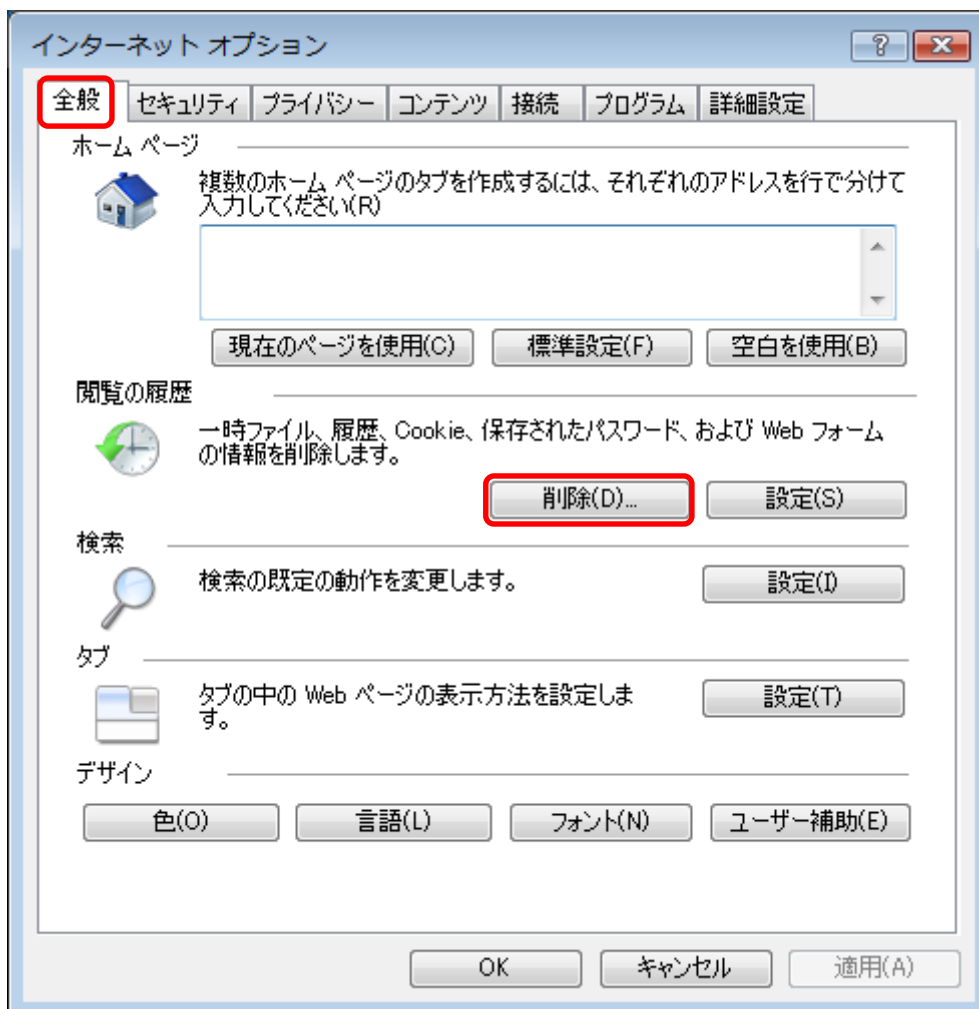 インターネット オプション
全般 セキュリティ プライバシー コンテンツ 接続 プログラム 詳細設定
ホーム ページ
複数のホーム ページのタブを作成するには、それぞれのアドレスを行で分けて
入力してください(R)
現在のページを使用(C) 標準設定(F) 空白を使用(B)
閲覧の履歴
一時ファイル、履歴、Cookie、保存されたパスワード、および Web フォーム
の情報を削除します。
削除(D)... 設定(S)
検索
検索の既定の動作を変更します。 設定(I)
タブ
タブの中の Web ページの表示方法を設定しま
す。 設定(T)
デザイン
色(O) 言語(L) フォント(N) ユーザー補助(E)
OK キャンセル 適用(A)